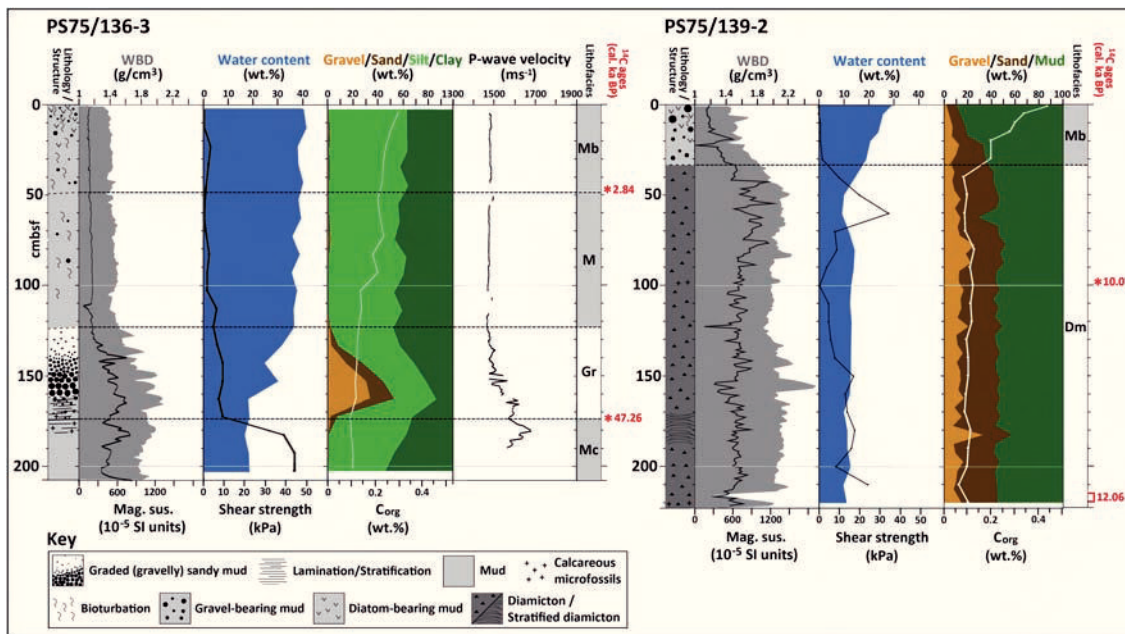 PS75/136-3
PS75/139-2
Lithology /
Structure
WBD
(g/cm³)
Water content
(wt.%)
Gravel/Sand/Silt/Clay
(wt.%)
P-wave velocity
(ms⁻¹)
Lithofacies
¹⁴C ages
(cal. ka BP)
Lithology /
Structure
WBD
(g/cm³)
Water content
(wt.%)
Gravel/Sand/Mud
(wt.%)
Lithofacies
¹⁴C ages
(cal. ka BP)
1 1.4 1.8 2.2
0 10 20 30 40 50
0 20 40 60 80
1300 1500 1700 1900
1 1.4 1.8 2.2
0 10 20 30 40
0 20 40 60 80 100
0
50
100
150
200
cmbsf
Mb
M
Gr
Mc
*2.84
*47.26
0
50
100
150
200
Mb
Dm
*10.0
12.06
600 1200
0 10 20 30 40 50
0 0.2 0.4
600 1200
0 10 20 30 40
0 0.2 0.4
Mag. sus.
(10⁻⁵ SI units)
Shear strength
(kPa)
Corg
(wt.%)
Mag. sus.
(10⁻⁵ SI units)
Shear strength
(kPa)
Corg
(wt.%)
Key
Graded (gravelly) sandy mud
Lamination/Stratification
Mud
Calcareous
microfossils
Bioturbation
Gravel-bearing mud
Diatom-bearing mud
Diamicton /
Stratified diamicton